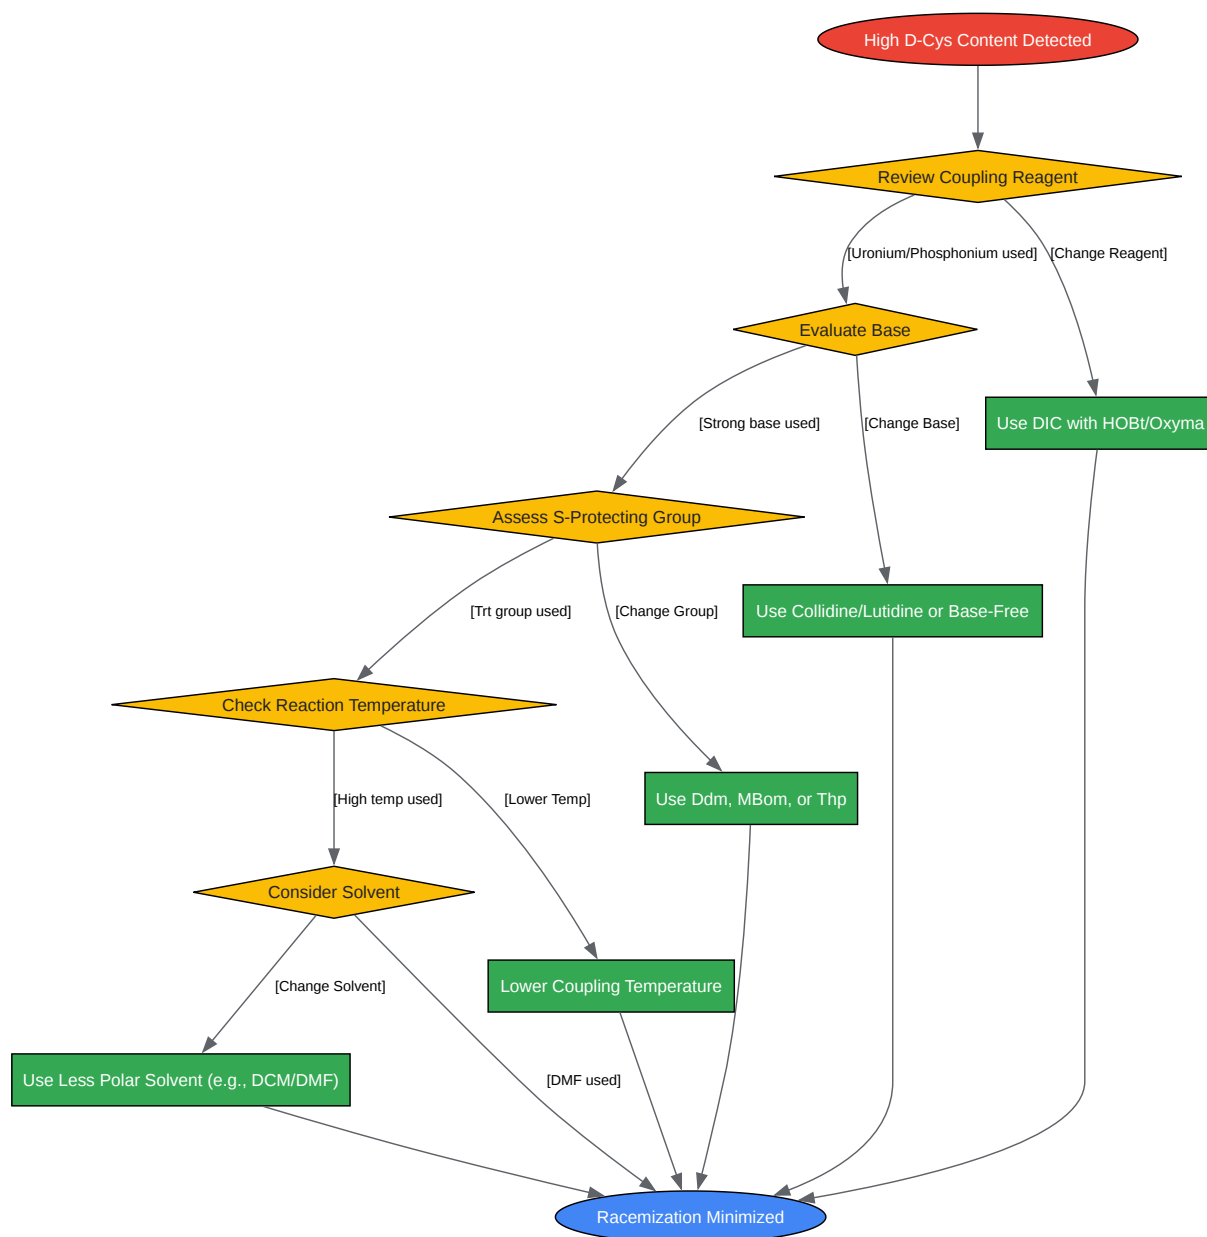 High D-Cys Content Detected
Review Coupling Reagent
[Uronium/Phosphonium used]
[Change Reagent]
Evaluate Base
[Strong base used]
[Change Base]
Use DIC with HOBt/Oxyma
Assess S-Protecting Group
[Trt group used]
[Change Group]
Use Collidine/Lutidine or Base-Free
Check Reaction Temperature
[High temp used]
[Lower Temp]
Use Ddm, MBom, or Thp
Consider Solvent
[Change Solvent]
Lower Coupling Temperature
Use Less Polar Solvent (e.g., DCM/DMF)
[DMF used]
Racemization Minimized